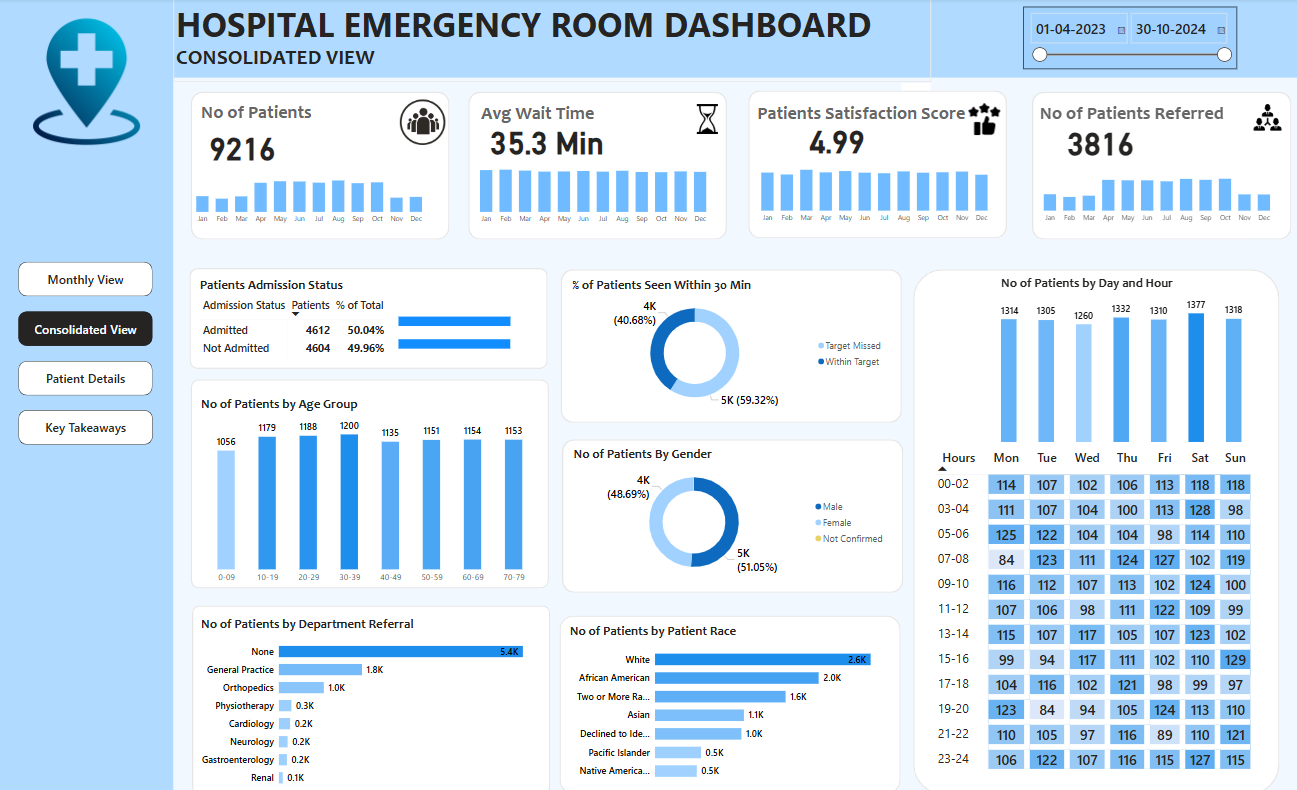 HOSPITAL EMERGENCY ROOM DASHBOARD
CONSOLIDATED VIEW
01-04-2023 30-10-2024
Monthly View
Consolidated View
Patient Details
Key Takeaways
No of Patients
9216
Jan Feb Mar Apr May Jun Jul Aug Sep Oct Nov Dec
Avg Wait Time
35.3 Min
Jan Feb Mar Apr May Jun Jul Aug Sep Oct Nov Dec
Patients Satisfaction Score
4.99
Jan Feb Mar Apr May Jun Jul Aug Sep Oct Nov Dec
No of Patients Referred
3816
Jan Feb Mar Apr May Jun Jul Aug Sep Oct Nov Dec
Patients Admission Status
Admission Status Patients % of Total
Admitted 4612 50.04%
Not Admitted 4604 49.96%
No of Patients by Age Group
1056 1179 1188 1200 1135 1151 1154 1153
0-09 10-19 20-29 30-39 40-49 50-59 60-69 70-79
No of Patients by Department Referral
None 5.4K
General Practice 1.8K
Orthopedics 1.0K
Physiotherapy 0.3K
Cardiology 0.2K
Neurology 0.2K
Gastroenterology 0.2K
Renal 0.1K
% of Patients Seen Within 30 Min
4K
(40.68%)
5K (59.32%)
Target Missed
Within Target
No of Patients By Gender
4K
(48.69%)
5K
(51.05%)
Male
Female
Not Confirmed
No of Patients by Patient Race
White 2.6K
African American 2.0K
Two or More Ra... 1.6K
Asian 1.1K
Declined to Ide... 1.0K
Pacific Islander 0.5K
Native America... 0.5K
No of Patients by Day and Hour
1314 1305 1260 1332 1310 1377 1318
Hours Mon Tue Wed Thu Fri Sat Sun
00-02 114 107 102 106 113 118 118
03-04 111 107 104 100 113 128 98
05-06 125 122 104 104 98 114 110
07-08 84 123 111 124 127 102 119
09-10 116 112 107 113 102 124 100
11-12 107 106 98 111 122 109 99
13-14 115 107 117 105 107 123 102
15-16 99 94 117 111 102 110 129
17-18 104 116 102 121 98 99 97
19-20 123 84 94 105 124 113 110
21-22 110 105 97 116 89 110 121
23-24 106 122 107 116 115 127 115